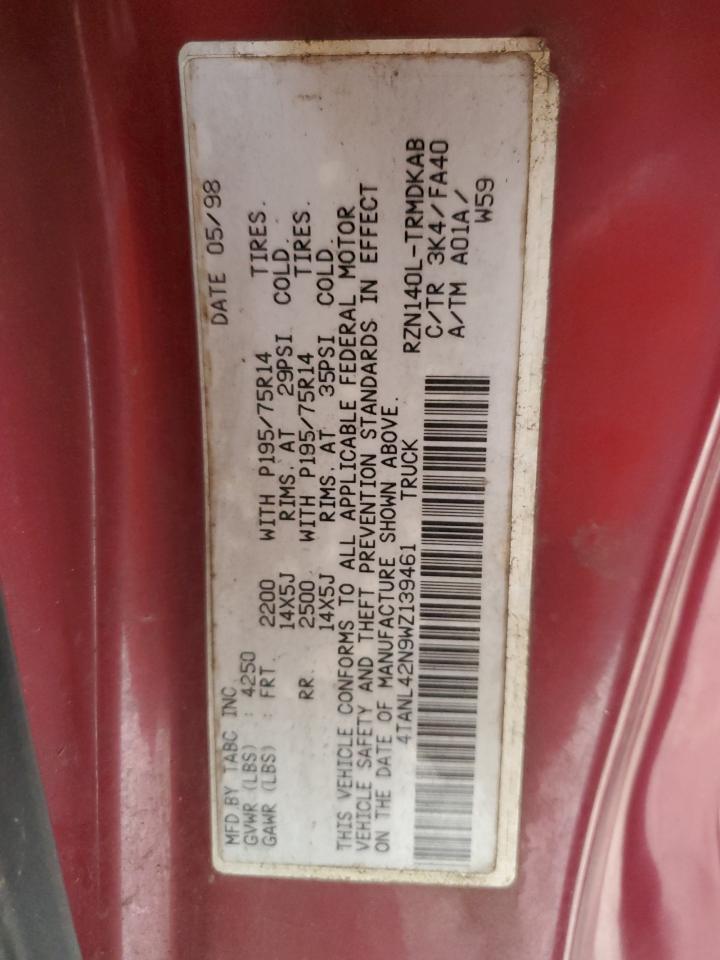 MFD BY TABC INC. DATE 05/98
GVWR (LBS) : 4250
GAWR (LBS) : FRT. 2200 WITH P195/75R14 TIRES.
14X5J RIMS, AT 29PSI COLD.
RR. 2500 WITH P195/75R14 TIRES.
14X5J RIMS, AT 35PSI COLD.
THIS VEHICLE CONFORMS TO ALL APPLICABLE FEDERAL MOTOR
VEHICLE SAFETY AND THEFT PREVENTION STANDARDS IN EFFECT
ON THE DATE OF MANUFACTURE SHOWN ABOVE.
4TANL42N9WZ139461 TRUCK RZN140L-TRMDKAB
C/TR 3K4/FA40
A/TM A01A/
W59